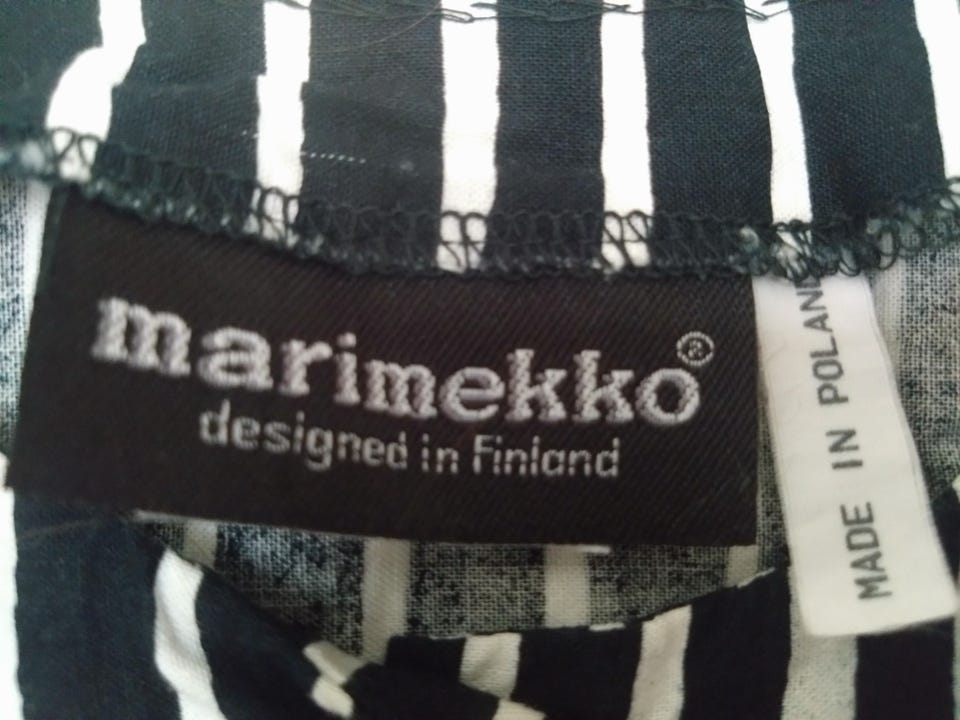 marimekko®
designed in Finland
MADE IN POLAND